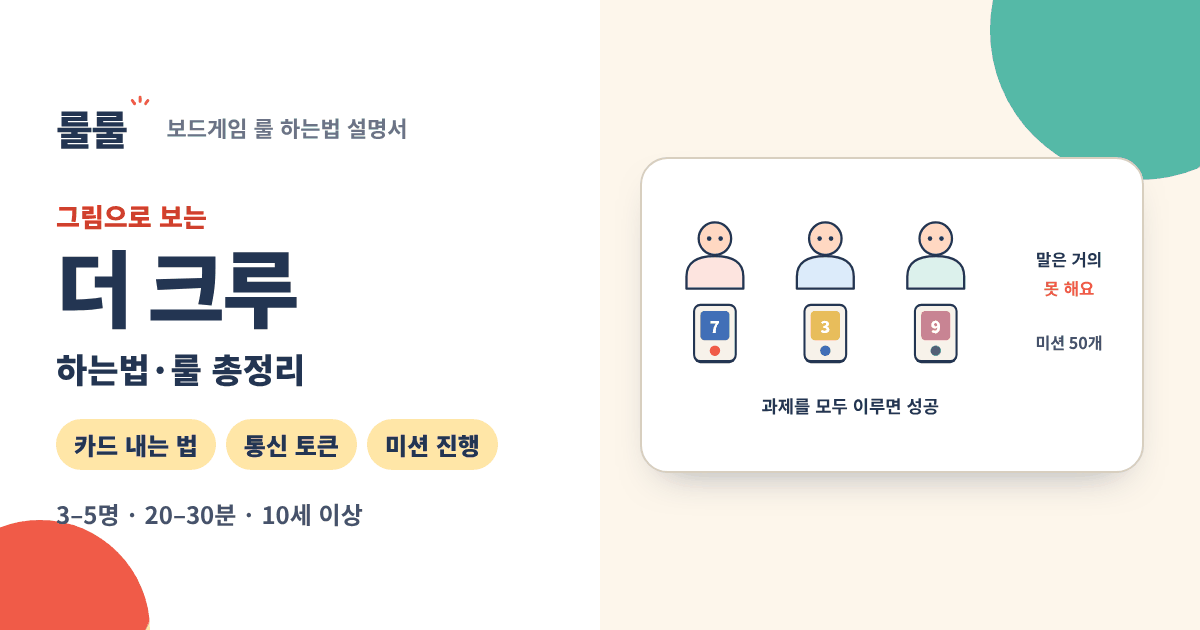 룰룰
보드게임 룰 하는법 설명서
그림으로 보는
더 크루
하는법·룰 총정리
카드 내는 법
통신 토큰
미션 진행
3–5명 · 20–30분 · 10세 이상
7
3
9
말은 거의
못 해요
미션 50개
과제를 모두 이루면 성공